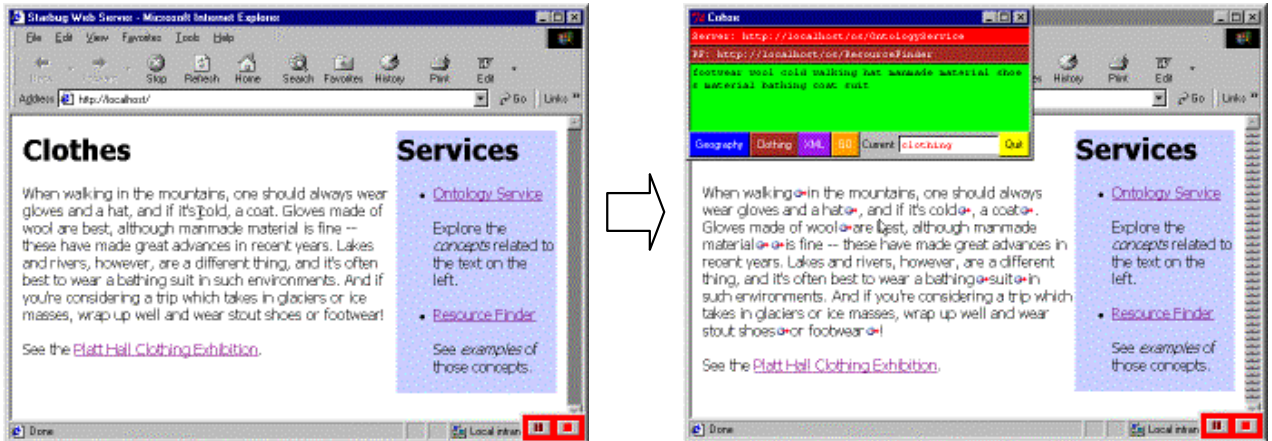 Starbug Web Server - Microsoft Internet Explorer
File Edit View Favorites Tools Help
Stop Refresh Home Search Favorites History Print Edit
Address http://localhost/ Go Links »
Clothes
When walking in the mountains, one should always wear
gloves and a hat, and if it's cold, a coat. Gloves made of
wool are best, although manmade material is fine --
these have made great advances in recent years. Lakes
and rivers, however, are a different thing, and it's often
best to wear a bathing suit in such environments. And if
you're considering a trip which takes in glaciers or ice
masses, wrap up well and wear stout shoes or footwear!
See the Platt Hall Clothing Exhibition.
Services
• Ontology Service
Explore the
concepts related
to the text on the
left.
• Resource Finder
See examples of
those concepts.
Done
Local intran
Cohse
Server: http://localhost/cs/OntologyService
RF: http://localhost/cs/ResourceFinder
footwear wool cold walking hat manmade material shoe
s material bathing coat suit
Geography Clothing XML GO Current clothing Quit
History Print Edit
Go Links »
When walking in the mountains, one should always
wear gloves and a hat, and if it's cold, a coat.
Gloves made of wool are best, although manmade
material is fine -- these have made great advances in
recent years. Lakes and rivers, however, are a different
thing, and it's often best to wear a bathing suit in
such environments. And if you're considering a trip which
takes in glaciers or ice masses, wrap up well and wear
stout shoes or footwear!
See the Platt Hall Clothing Exhibition.
Services
• Ontology Service
Explore the
concepts related to
the text on the
left.
• Resource Finder
See examples of
those concepts.
Done
Local intran